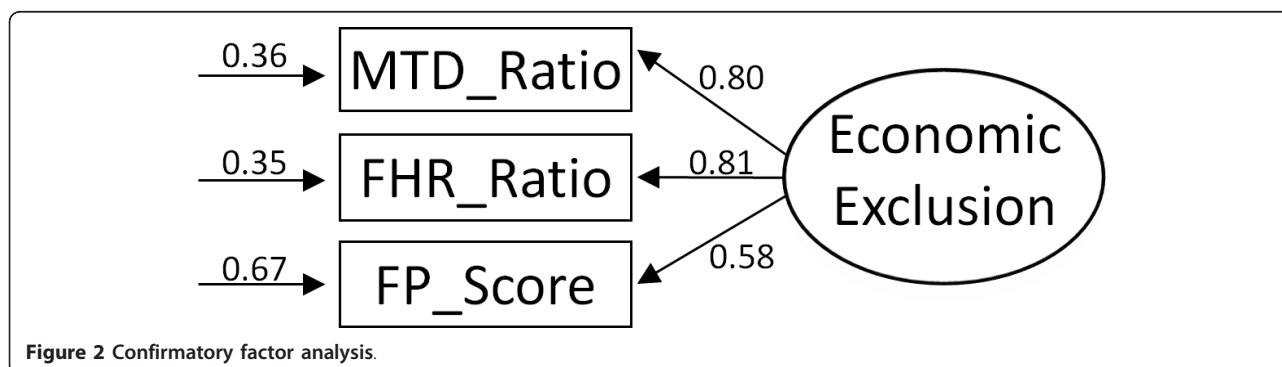 0.36
MTD_Ratio
0.80
0.35
FHR_Ratio
0.81
Economic
Exclusion
0.67
FP_Score
0.58
Figure 2 Confirmatory factor analysis.